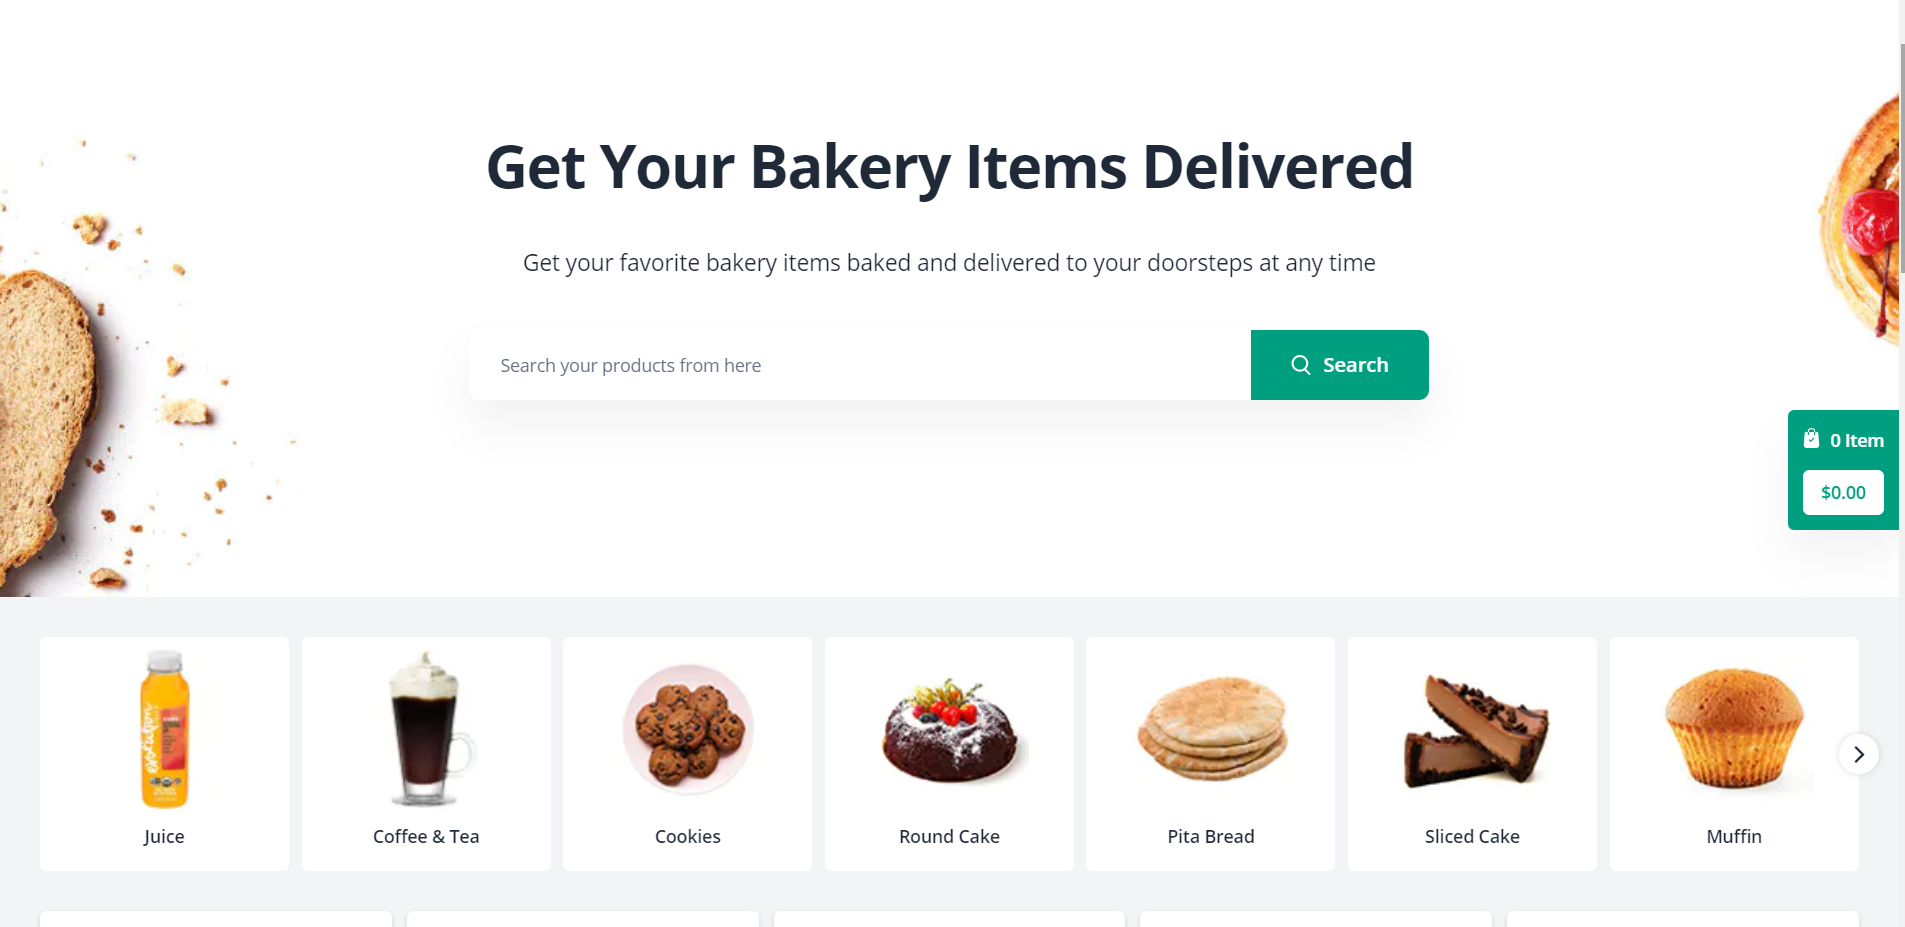 Get Your Bakery Items Delivered
Get your favorite bakery items baked and delivered to your doorsteps at any time
Search your products from here
Search
0 Item
$0.00
evolution
Juice
Coffee & Tea
Cookies
Round Cake
Pita Bread
Sliced Cake
Muffin